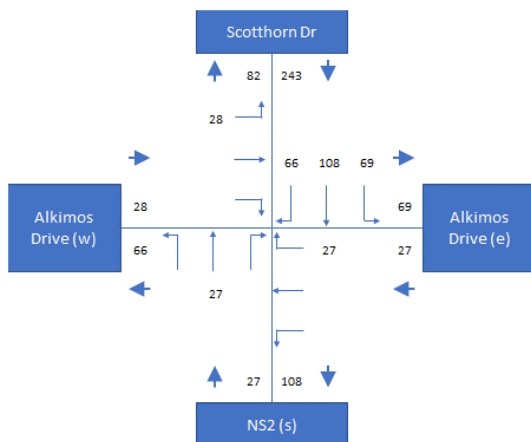 Scotthorn Dr
82 243
28
66 108 69
Alkimos
Drive (w)
28
66
69
27
Alkimos
Drive (e)
27
27
27 108
NS2 (s)